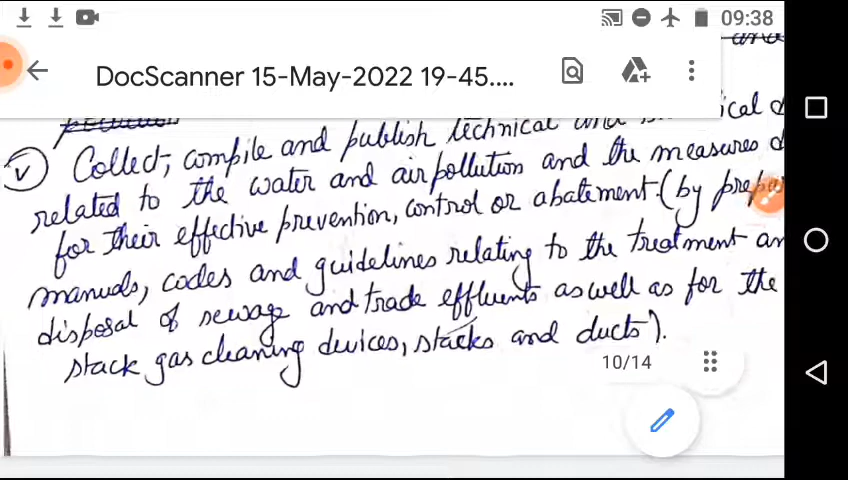 09:38
DocScanner 15-May-2022 19-45....
(v) Collect, compile and publish technical and
related to the water and air pollution and the measures d
for their effective prevention, control or abatement. (by prepa
manuals, codes and guidelines relating to the treatment an
disposal of sewage and trade effluents as well as for the
stack gas cleaning devices, stacks and ducts).
10/14